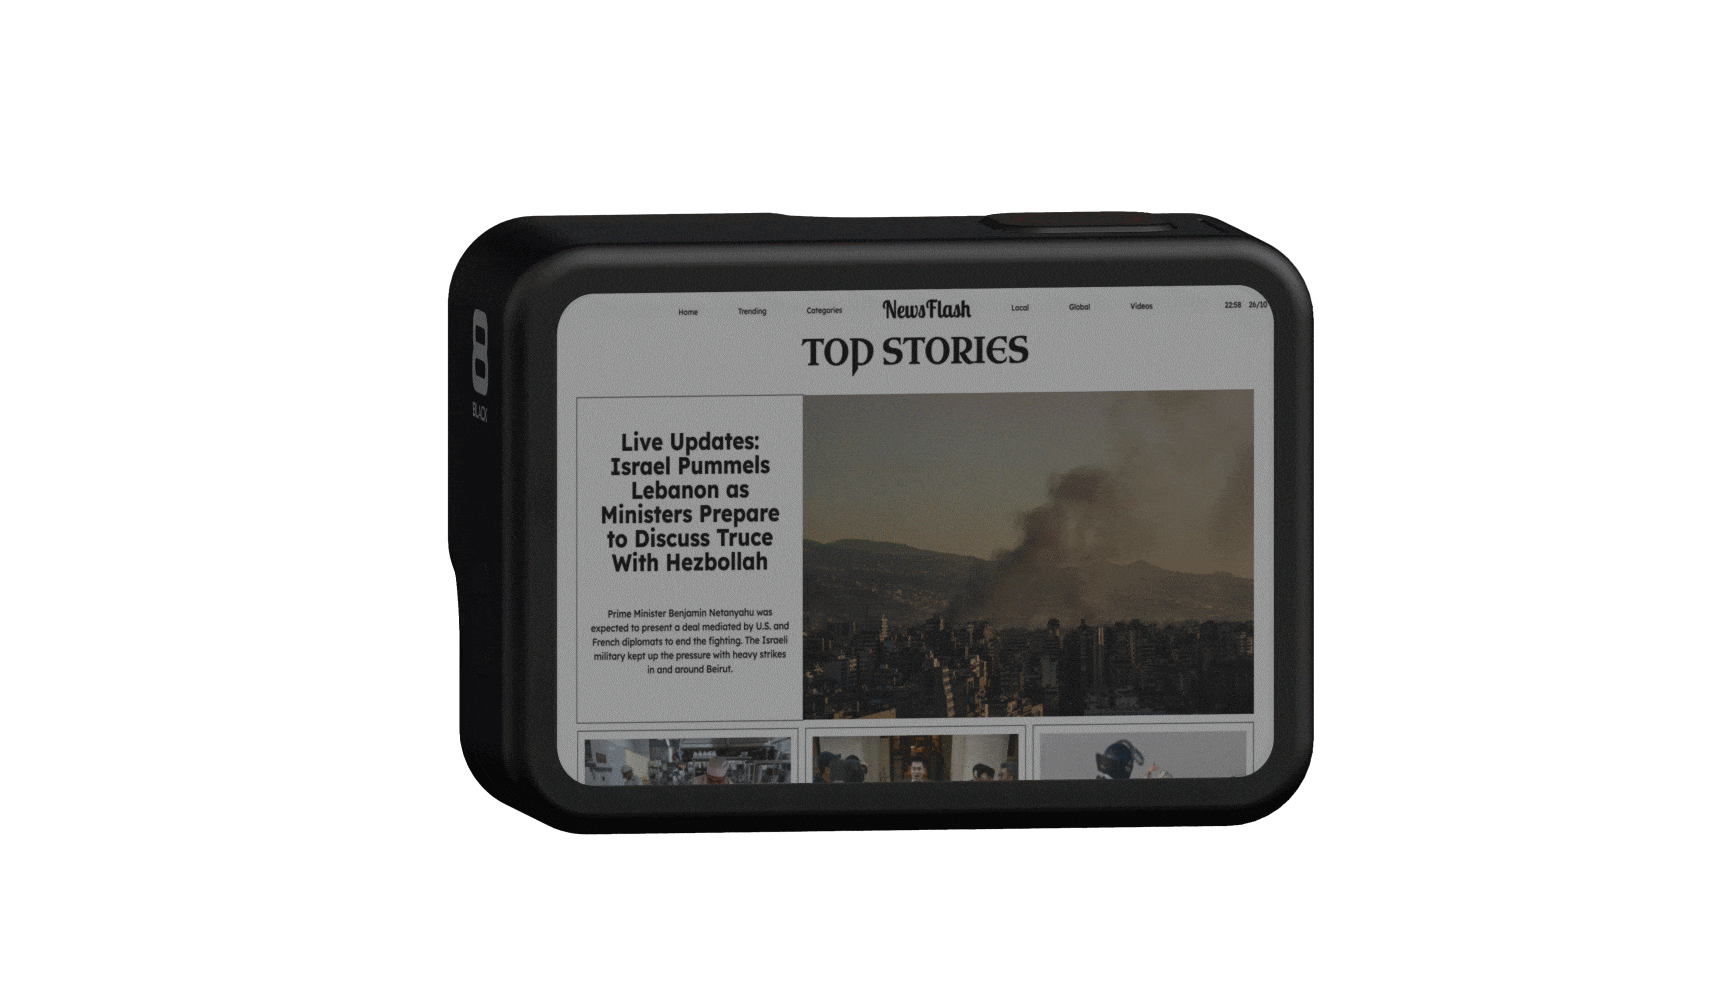 8
BLACK
Home Trending Categories NewsFlash Local Global Videos 22:58 26/10
TOP STORIES
Live Updates:
Israel Pummels
Lebanon as
Ministers Prepare
to Discuss Truce
With Hezbollah
Prime Minister Benjamin Netanyahu was
expected to present a deal mediated by U.S. and
French diplomats to end the fighting. The Israeli
military kept up the pressure with heavy strikes
in and around Beirut.